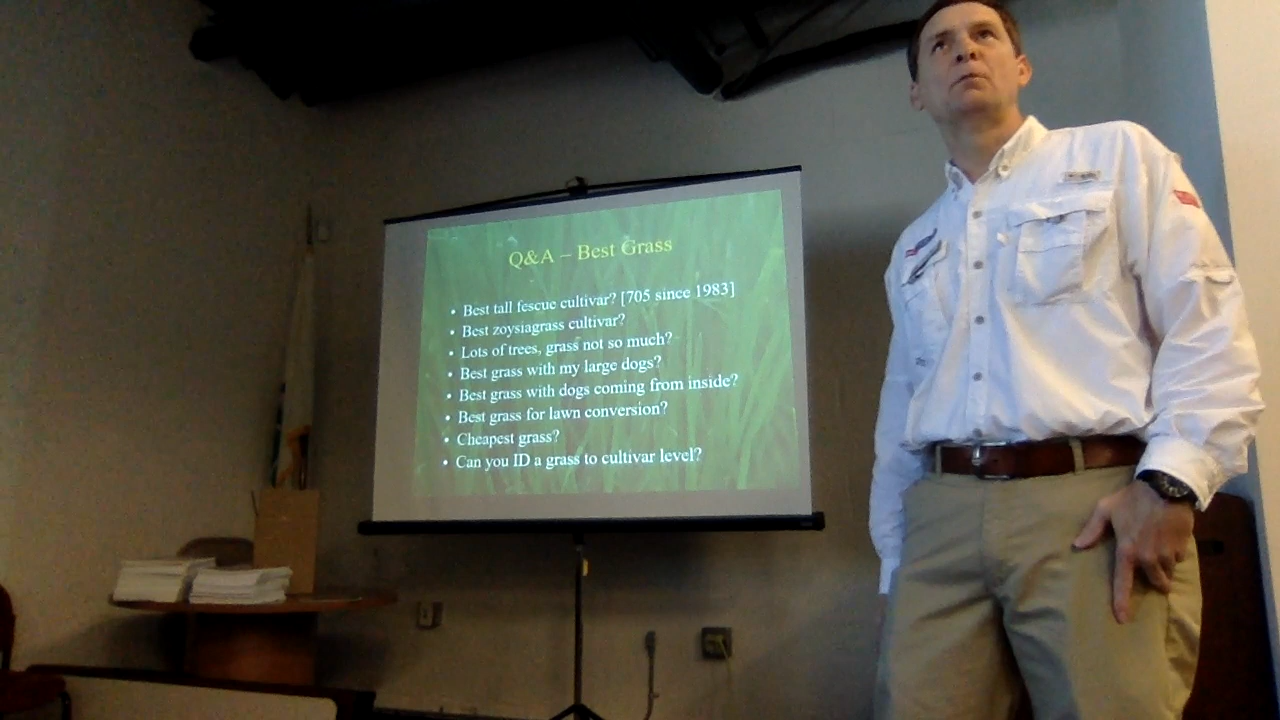 Q&A – Best Grass
• Best tall fescue cultivar? [705 since 1983]
• Best zoysiagrass cultivar?
• Lots of trees, grass not so much?
• Best grass with my large dogs?
• Best grass with dogs coming from inside?
• Best grass for lawn conversion?
• Cheapest grass?
• Can you ID a grass to cultivar level?